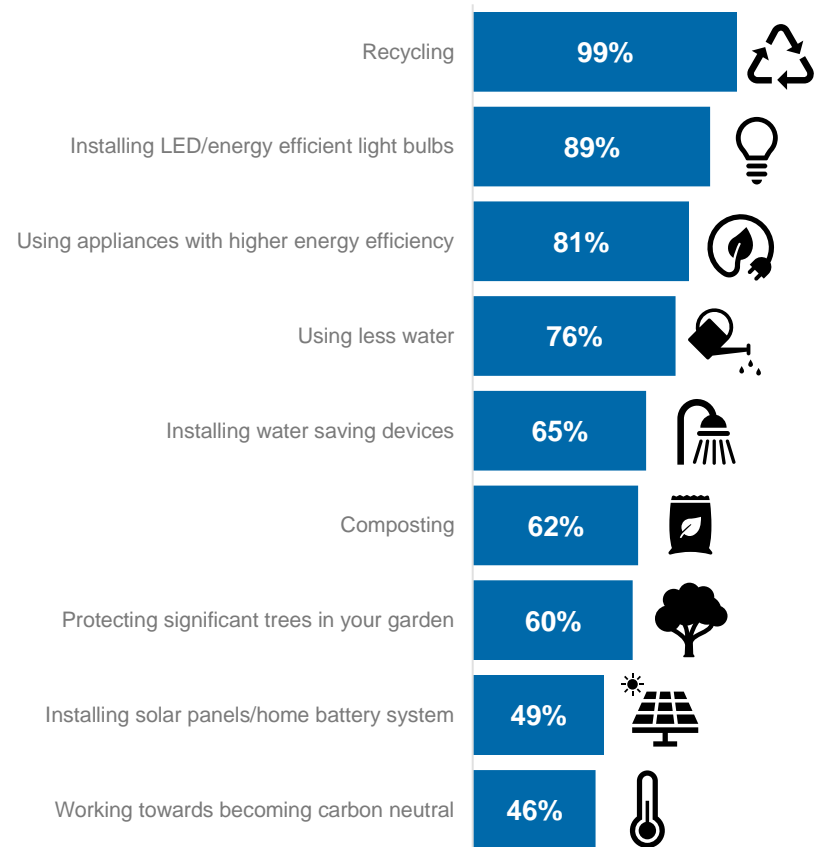 Recycling 99%
Installing LED/energy efficient light bulbs 89%
Using appliances with higher energy efficiency 81%
Using less water 76%
Installing water saving devices 65%
Composting 62%
Protecting significant trees in your garden 60%
Installing solar panels/home battery system 49%
Working towards becoming carbon neutral 46%